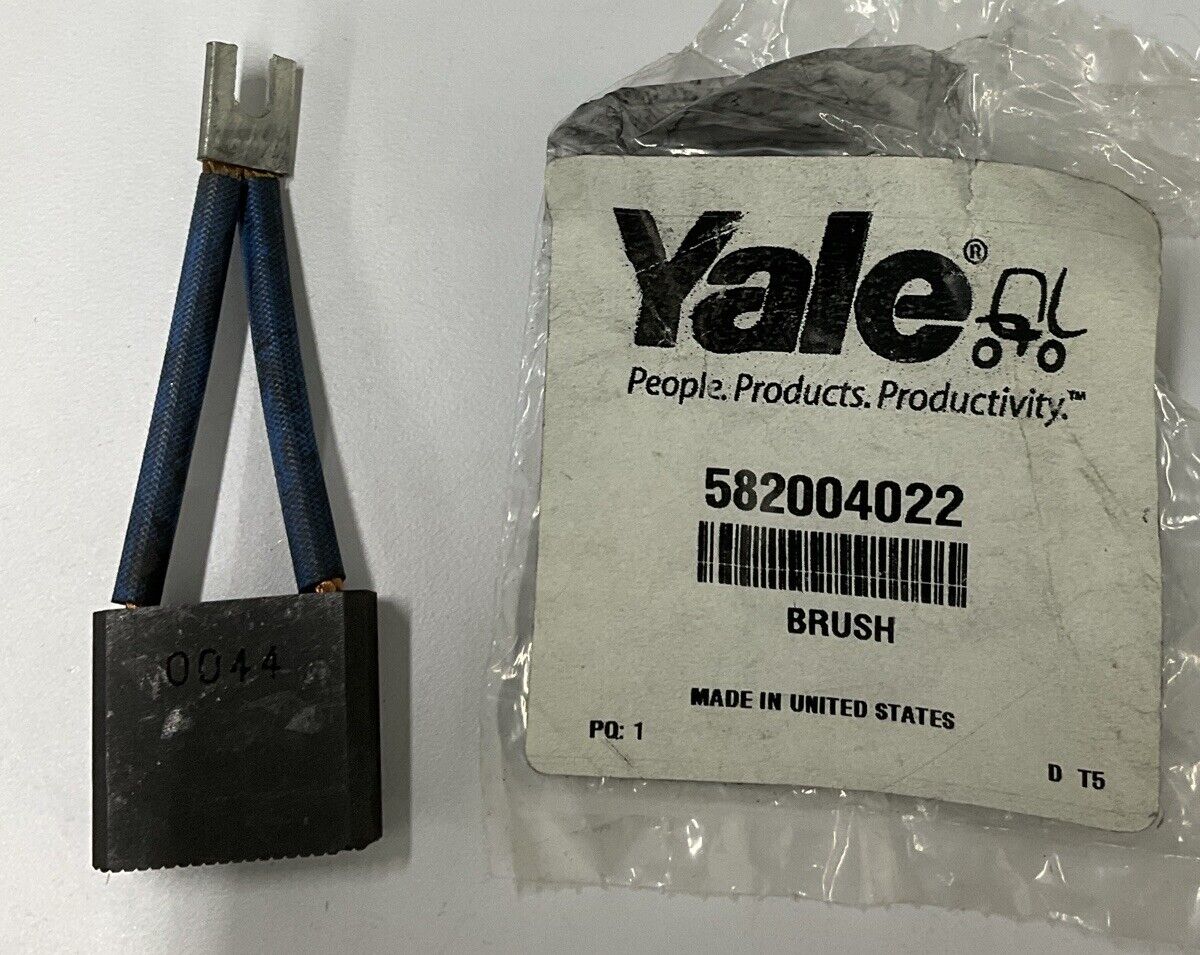 0044
Yale®
People. Products. Productivity.™
582004022
BRUSH
MADE IN UNITED STATES
PQ: 1
D T5